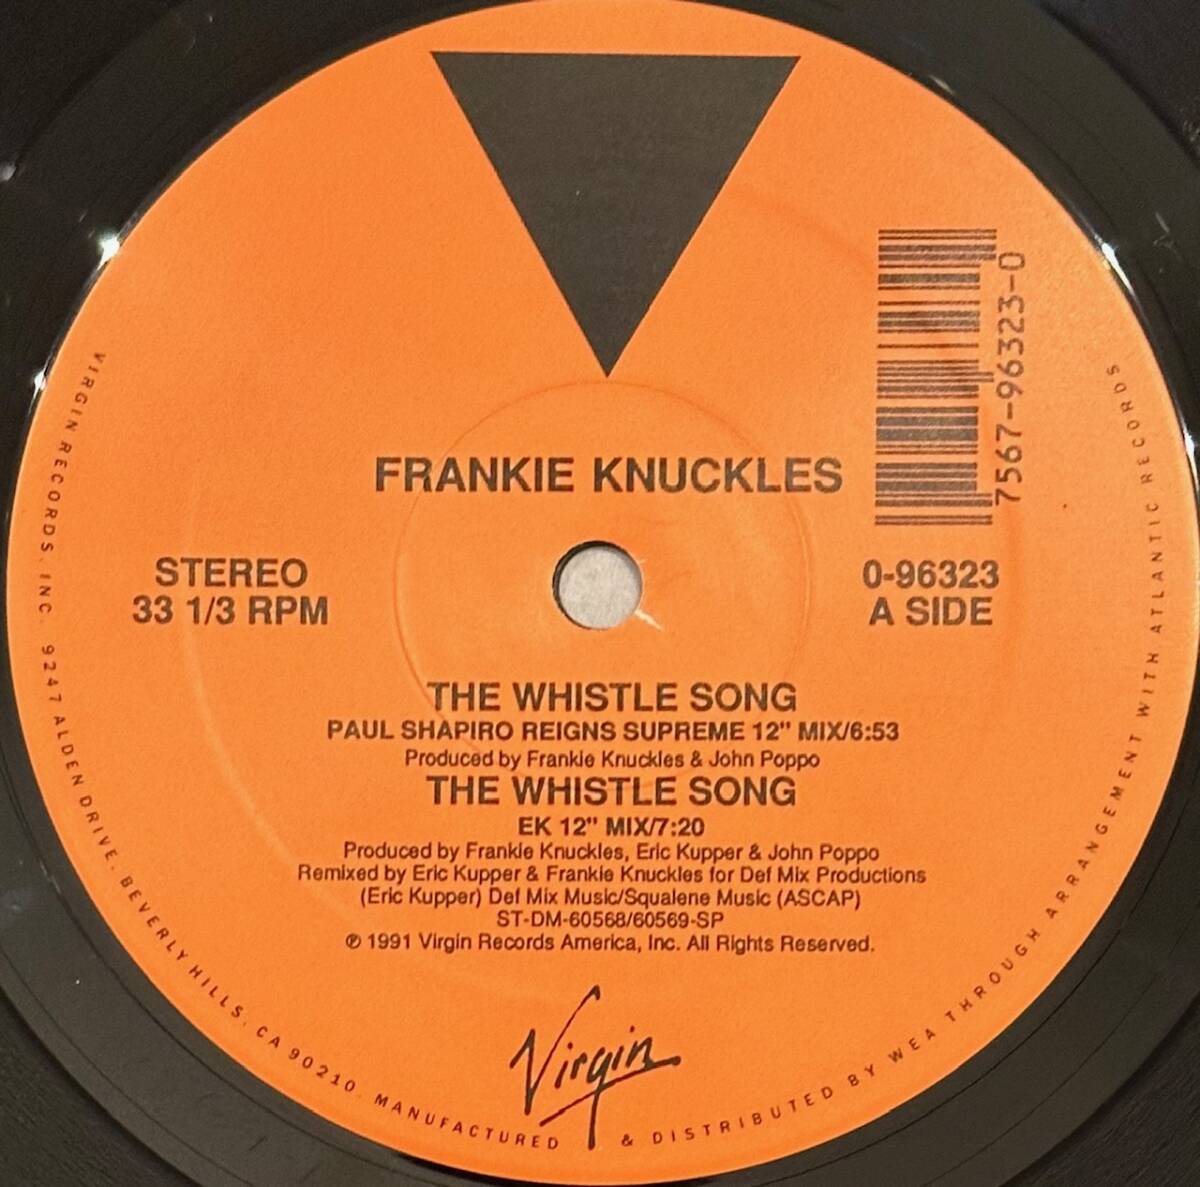 FRANKIE KNUCKLES
7567-96323-0
STEREO
33 1/3 RPM
0-96323
A SIDE
THE WHISTLE SONG
PAUL SHAPIRO REIGNS SUPREME 12" MIX/6:53
Produced by Frankie Knuckles & John Poppo
THE WHISTLE SONG
EK 12" MIX/7:20
Produced by Frankie Knuckles, Eric Kupper & John Poppo
Remixed by Eric Kupper & Frankie Knuckles for Def Mix Productions
(Eric Kupper) Def Mix Music/Squalene Music (ASCAP)
ST-DM-60568/60569-SP
℗ 1991 Virgin Records America, Inc. All Rights Reserved.
Virgin
VIRGIN RECORDS, INC. 9247 ALDEN DRIVE, BEVERLY HILLS, CA 90210. MANUFACTURED & DISTRIBUTED BY WEA THROUGH ARRANGEMENT WITH ATLANTIC RECORDS